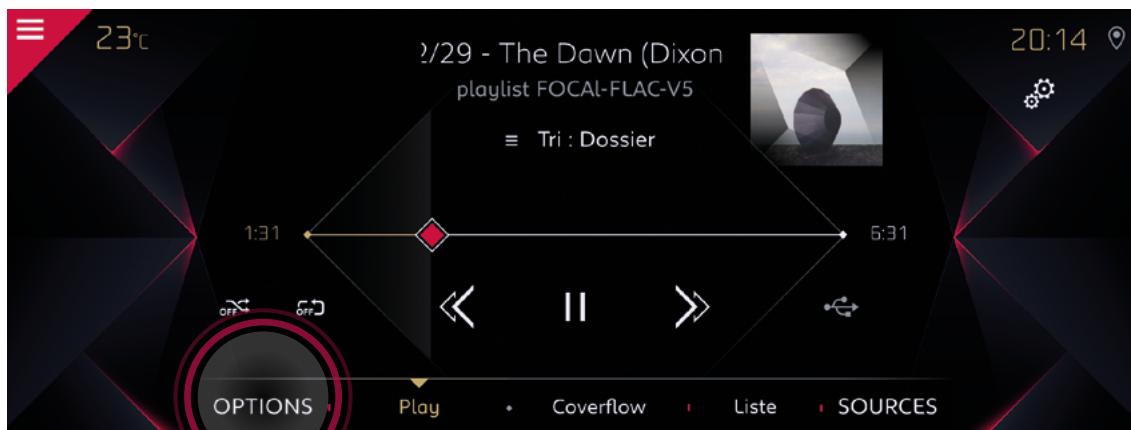 23°C
20:14
2/29 - The Dawn (Dixon
playlist FOCAl-FLAC-V5
Tri : Dossier
1:31
6:31
OFF OFF
OPTIONS Play Coverflow Liste SOURCES